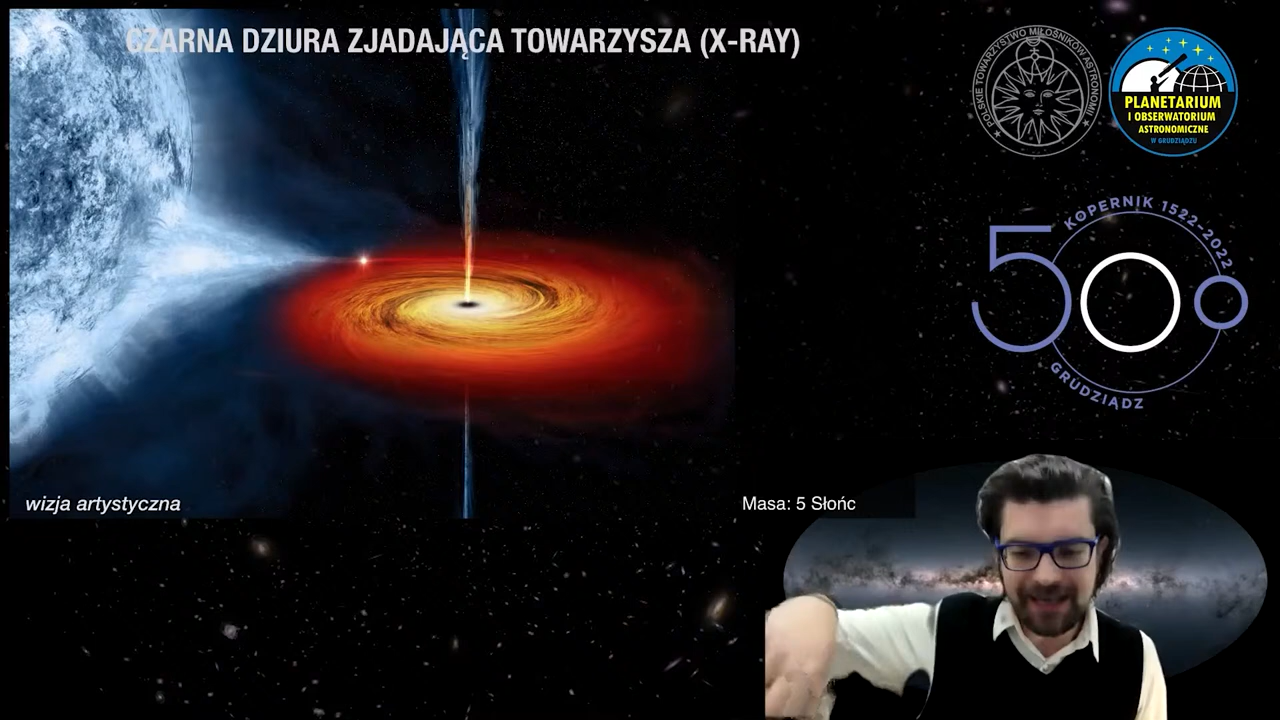 CZARNA DZIURA ZJADAJĄCA TOWARZYSZA (X-RAY)
POLSKIE TOWARZYSTWO MIŁOŚNIKÓW ASTRONOMII
PLANETARIUM
I OBSERWATORIUM
ASTRONOMICZNE
W GRUDZIĄDZU
KOPERNIK 1522-2022
500
GRUDZIĄDZ
wizja artystyczna
Masa: 5 Słońc